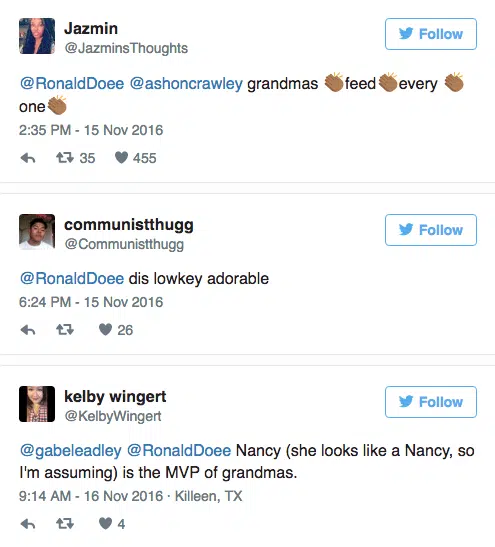 Jazmin
@JazminsThoughts
Follow
@RonaldDoee @ashoncrawley grandmas 👏🏾feed👏🏾every 👏🏾
one👏🏾
2:35 PM - 15 Nov 2016
35 455
communistthugg
@Communistthugg
Follow
@RonaldDoee dis lowkey adorable
6:24 PM - 15 Nov 2016
26
kelby wingert
@KelbyWingert
Follow
@gabeleadley @RonaldDoee Nancy (she looks like a Nancy, so
I'm assuming) is the MVP of grandmas.
9:14 AM - 16 Nov 2016 · Killeen, TX
4